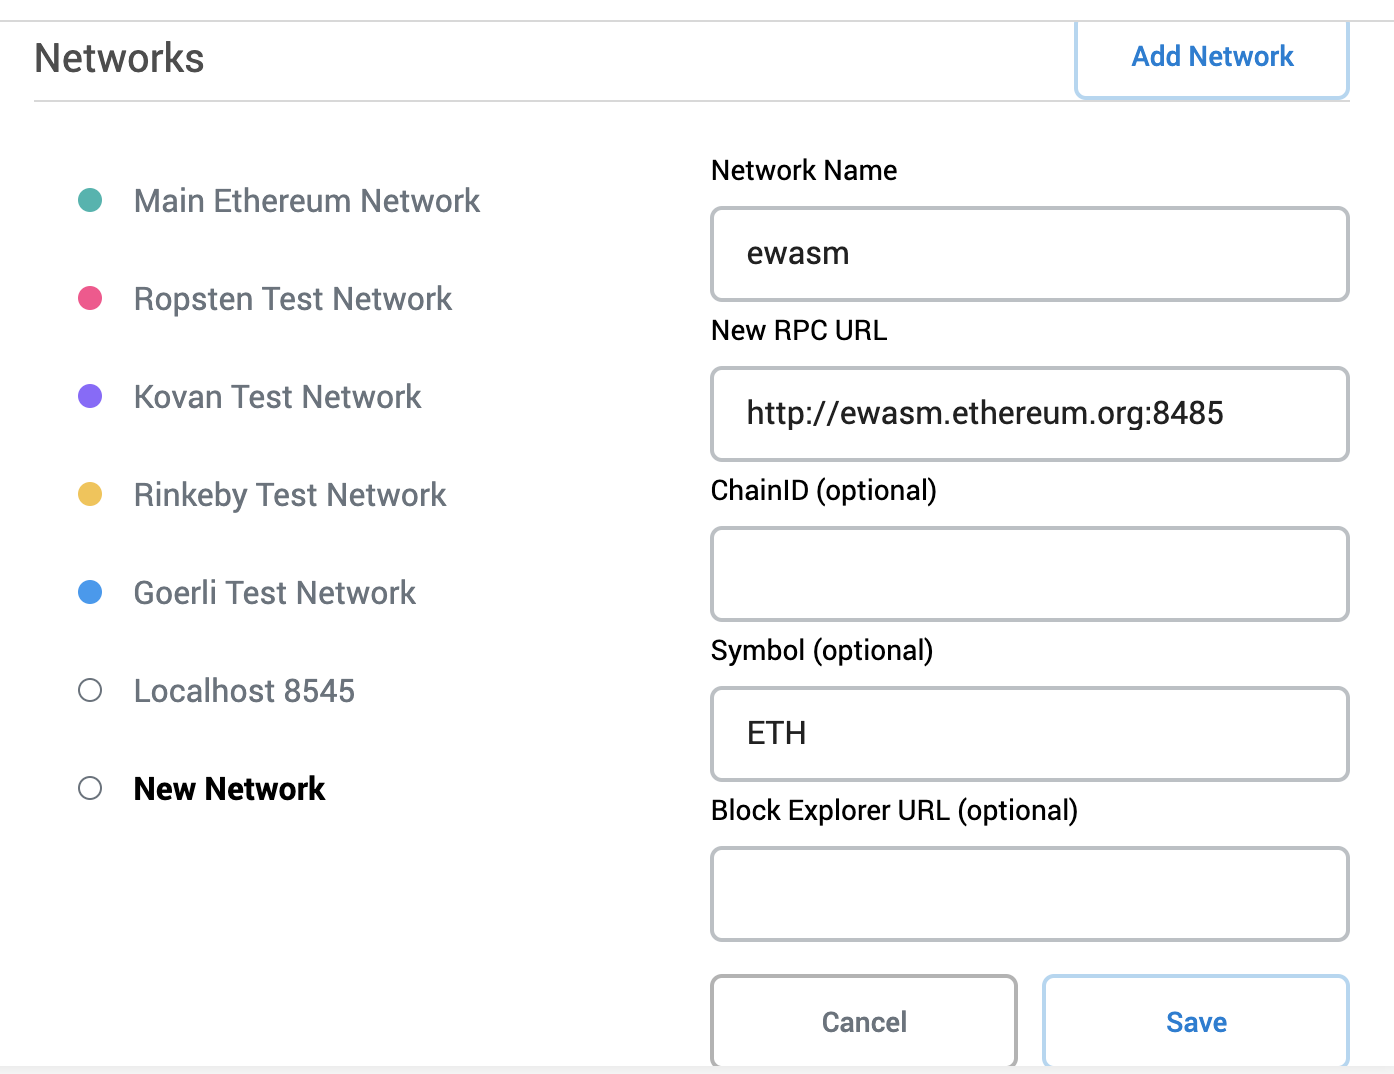 Networks
Add Network
Main Ethereum Network
Ropsten Test Network
Kovan Test Network
Rinkeby Test Network
Goerli Test Network
Localhost 8545
New Network
Network Name
ewasm
New RPC URL
http://ewasm.ethereum.org:8485
ChainID (optional)
Symbol (optional)
ETH
Block Explorer URL (optional)
Cancel
Save